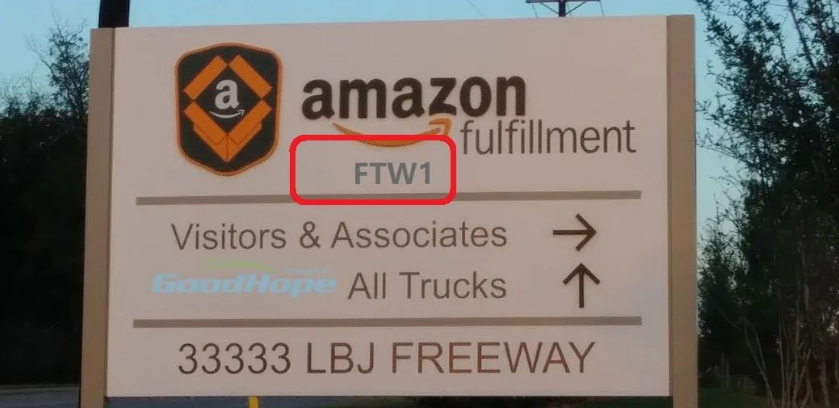 a
amazon
fulfillment
FTW1
Visitors & Associates →
GoodHope
All Trucks ↑
33333 LBJ FREEWAY